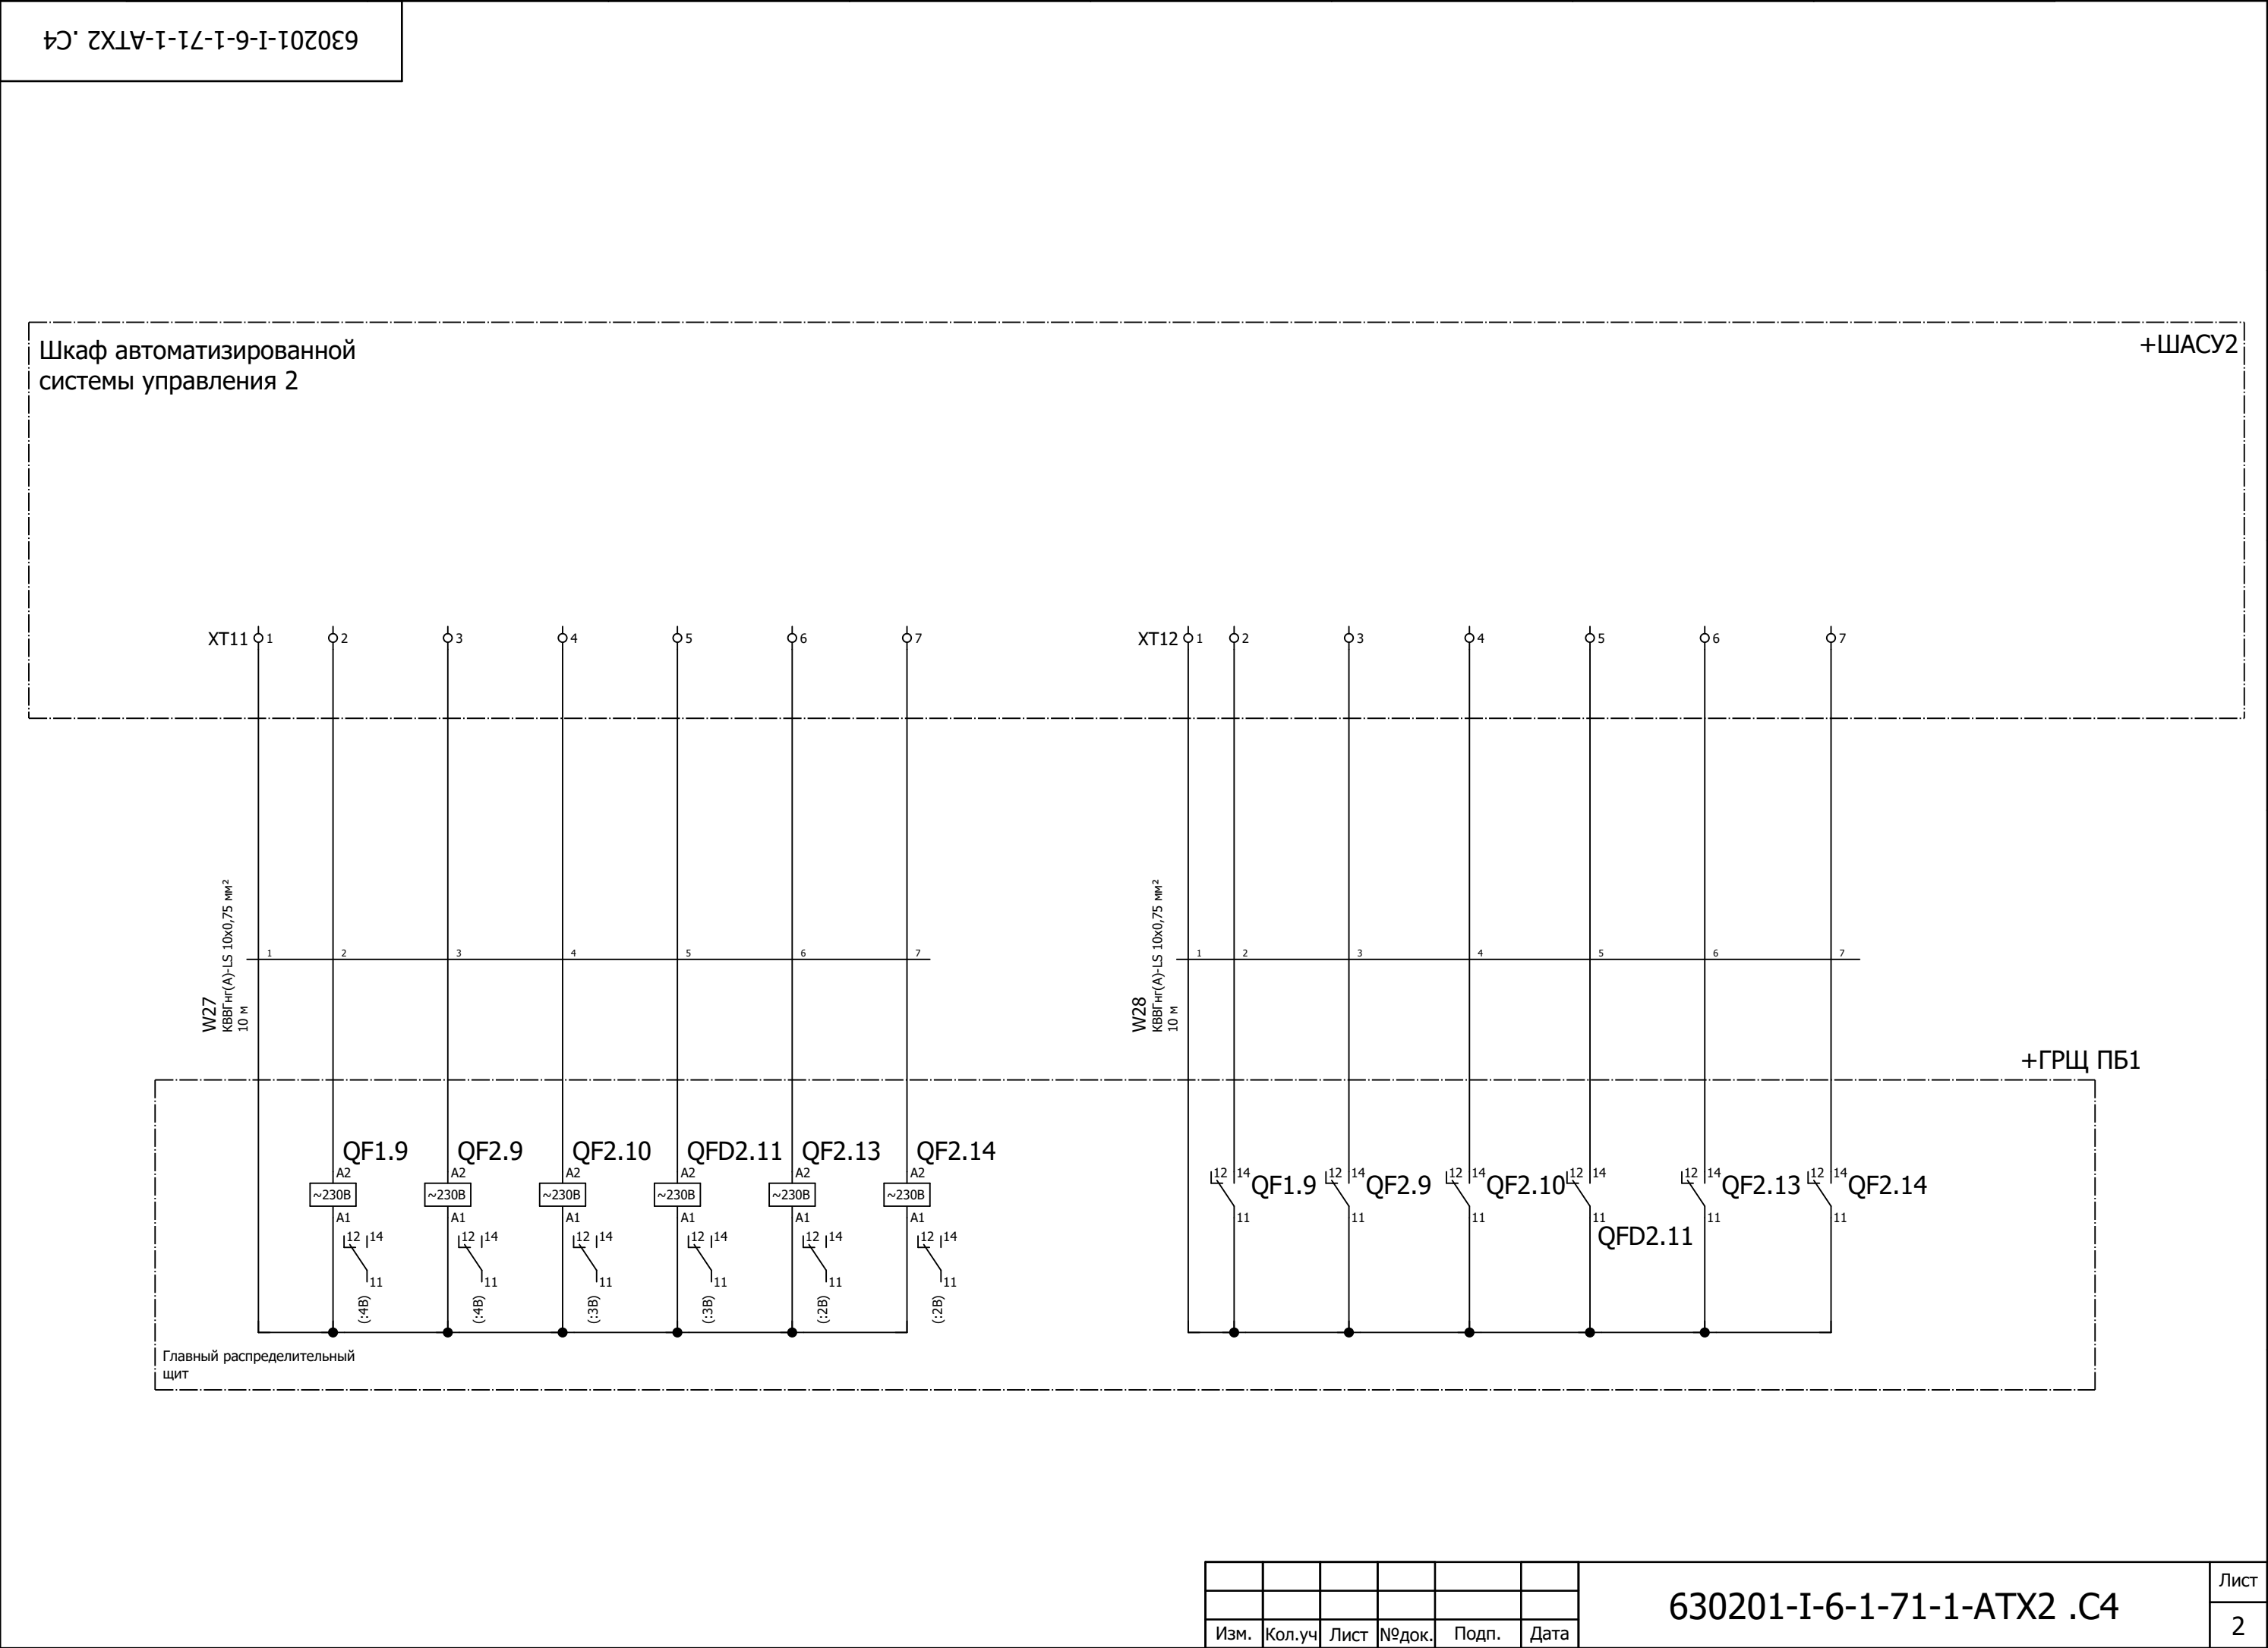 630201-I-6-1-71-1-АТХ2 .С4
Шкаф автоматизированной
системы управления 2
+ШАСУ2
XT11 1 2 3 4 5 6 7
XT12 1 2 3 4 5 6 7
W27
КВВГнг(А)-LS 10х0,75 мм²
10 м
1 2 3 4 5 6 7
W28
КВВГнг(А)-LS 10х0,75 мм²
10 м
1 2 3 4 5 6 7
+ГРЩ ПБ1
QF1.9 QF2.9 QF2.10 QFD2.11 QF2.13 QF2.14
A2 A2 A2 A2 A2 A2
~230В ~230В ~230В ~230В ~230В ~230В
A1 A1 A1 A1 A1 A1
12 14 12 14 12 14 12 14 12 14 12 14
11 11 11 11 11 11
(:4В) (:4В) (:3В) (:3В) (:2В) (:2В)
12 14 12 14 12 14 12 14 12 14 12 14
QF1.9 QF2.9 QF2.10 QF2.13 QF2.14
11 11 11 11 11 11
QFD2.11
Главный распределительный
щит
630201-I-6-1-71-1-АТХ2 .С4
Лист
2
Изм. Кол.уч Лист №док. Подп. Дата